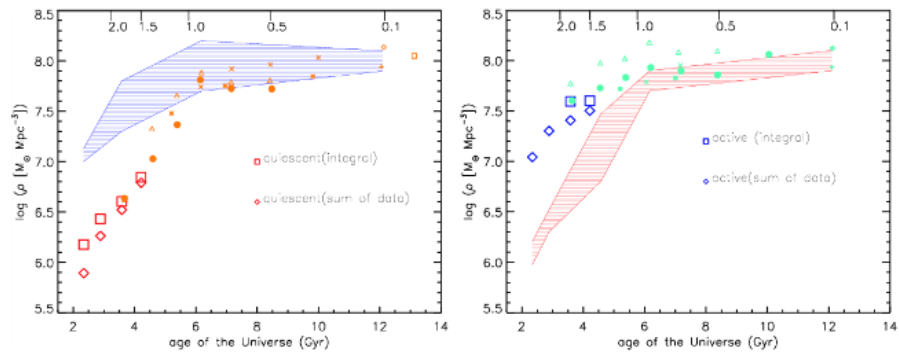 2.0 1.5 1.0 0.5 0.1
8.5
8.0
7.5
7.0
6.5
6.0
5.5
log (ρ [M⊙ Mpc⁻³])
quiescent(integral)
quiescent(sum of data)
2 4 6 8 10 12 14
age of the Universe (Gyr)
2.0 1.5 1.0 0.5 0.1
8.5
8.0
7.5
7.0
6.5
6.0
5.5
log (ρ [M⊙ Mpc⁻³])
active (integral)
active(sum of data)
2 4 6 8 10 12 14
age of the Universe (Gyr)